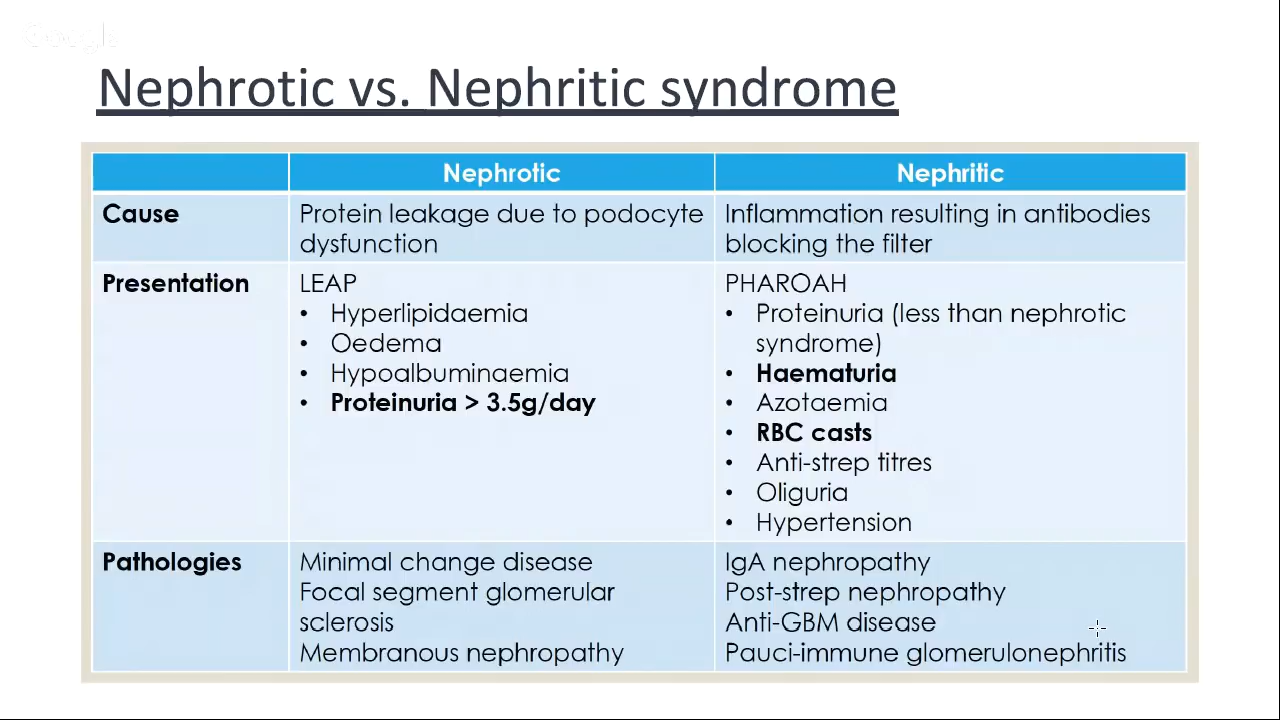 Google
Nephrotic vs. Nephritic syndrome
Nephrotic
Nephritic
Cause
Protein leakage due to podocyte
dysfunction
Inflammation resulting in antibodies
blocking the filter
Presentation
LEAP
• Hyperlipidaemia
• Oedema
• Hypoalbuminaemia
• Proteinuria > 3.5g/day
PHAROAH
• Proteinuria (less than nephrotic
syndrome)
• Haematuria
• Azotaemia
• RBC casts
• Anti-strep titres
• Oliguria
• Hypertension
Pathologies
Minimal change disease
Focal segment glomerular
sclerosis
Membranous nephropathy
IgA nephropathy
Post-strep nephropathy
Anti-GBM disease
Pauci-immune glomerulonephritis